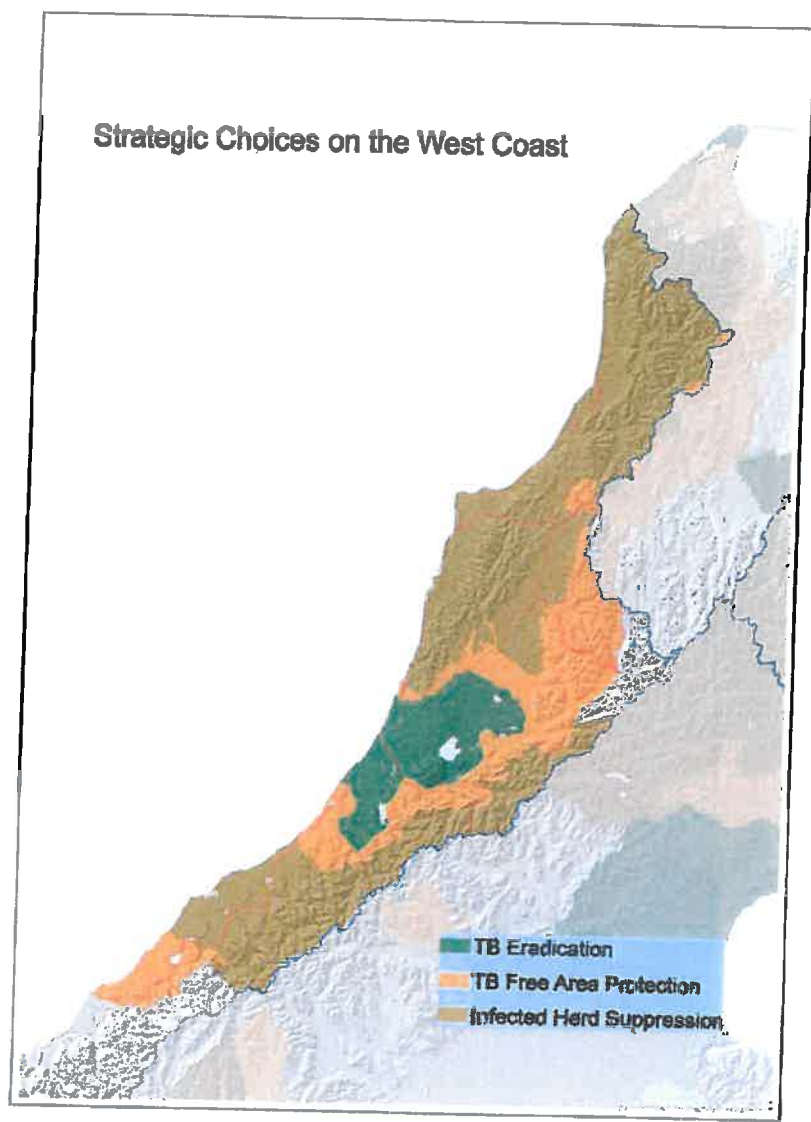 Strategic Choices on the West Coast
TB Eradication
TB Free Area Protection
Infected Herd Suppression